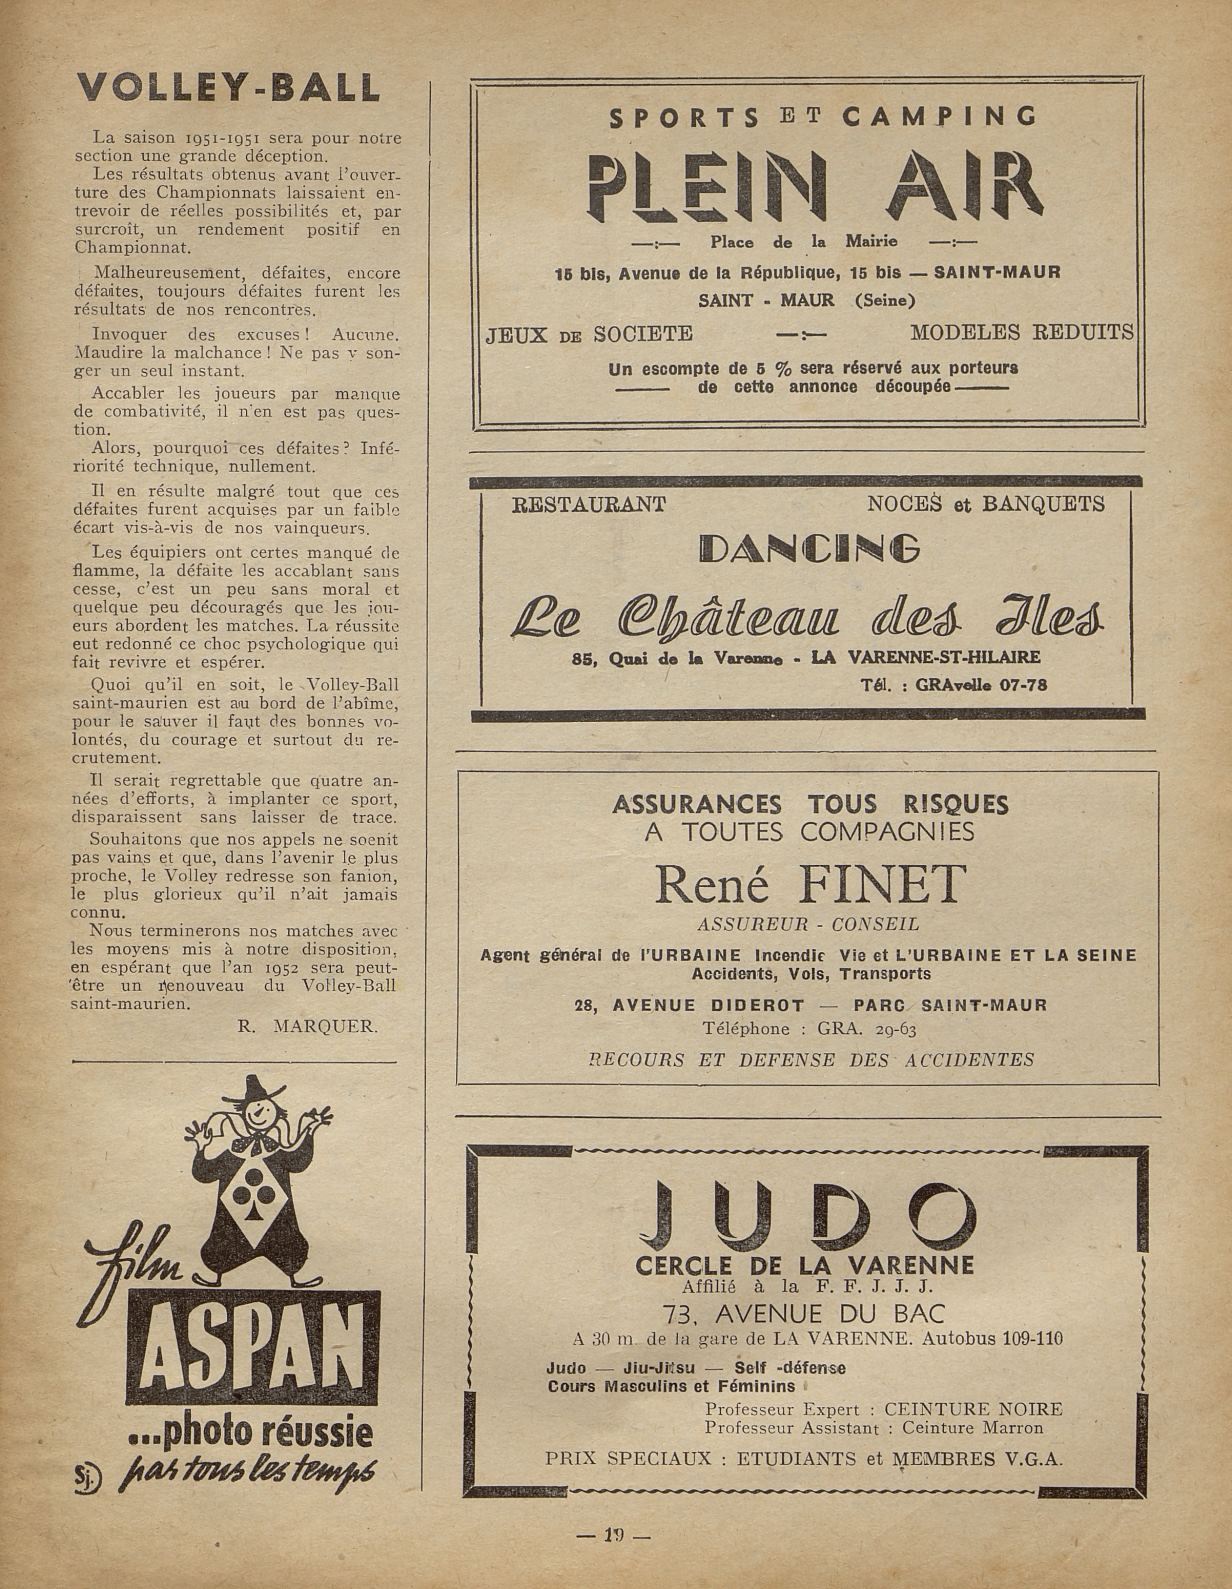 VOLLEY-BALL
La saison 1951-1951 sera pour notre
section une grande déception.
Les résultats obtenus avant l'ouver-
ture des Championnats laissaient en-
trevoir de réelles possibilités et, par
surcroît, un rendement positif en
Championnat.
Malheureusement, défaites, encore
défaites, toujours défaites furent les
résultats de nos rencontres.
Invoquer des excuses ! Aucune.
Maudire la malchance ! Ne pas y son-
ger un seul instant.
Accabler les joueurs par manque
de combativité, il n'en est pas ques-
tion.
Alors, pourquoi ces défaites ? Infé-
riorité technique, nullement.
Il en résulte malgré tout que ces
défaites furent acquises par un faible
écart vis-à-vis de nos vainqueurs.
Les équipiers ont certes manqué de
flamme, la défaite les accablant sans
cesse, c'est un peu sans moral et
quelque peu découragés que les jou-
eurs abordent les matches. La réussite
eut redonné ce choc psychologique qui
fait revivre et espérer.
Quoi qu'il en soit, le Volley-Ball
saint-maurien est au bord de l'abîme,
pour le sauver il faut des bonnes vo-
lontés, du courage et surtout du re-
crutement.
Il serait regrettable que quatre an-
nées d'efforts, à implanter ce sport,
disparaissent sans laisser de trace.
Souhaitons que nos appels ne soenit
pas vains et que, dans l'avenir le plus
proche, le Volley redresse son fanion,
le plus glorieux qu'il n'ait jamais
connu.
Nous terminerons nos matches avec
les moyens mis à notre disposition,
en espérant que l'an 1952 sera peut-
être un renouveau du Volley-Ball
saint-maurien.
R. MARQUER.
film
ASPAN
...photo réussie
par tous les temps
Sj.
SPORTS ET CAMPING
PLEIN AIR
—:— Place de la Mairie —:—
15 bis, Avenue de la République, 15 bis — SAINT-MAUR
SAINT - MAUR (Seine)
JEUX DE SOCIETE —:— MODELES REDUITS
Un escompte de 5 % sera réservé aux porteurs
de cette annonce découpée
RESTAURANT NOCES et BANQUETS
DANCING
Le Château des Iles
85, Quai de la Varenne - LA VARENNE-ST-HILAIRE
Tél. : GRAvelle 07-78
ASSURANCES TOUS RISQUES
A TOUTES COMPAGNIES
René FINET
ASSUREUR - CONSEIL
Agent général de l'URBAINE Incendie Vie et L'URBAINE ET LA SEINE
Accidents, Vols, Transports
28, AVENUE DIDEROT — PARC SAINT-MAUR
Téléphone : GRA. 29-63
RECOURS ET DEFENSE DES ACCIDENTES
JUDO
CERCLE DE LA VARENNE
Affilié à la F. F. J. J. J.
73, AVENUE DU BAC
A 30 m. de la gare de LA VARENNE. Autobus 109-110
Judo — Jiu-Jitsu — Self -défense
Cours Masculins et Féminins
Professeur Expert : CEINTURE NOIRE
Professeur Assistant : Ceinture Marron
PRIX SPECIAUX : ETUDIANTS et MEMBRES V.G.A.
— 19 —